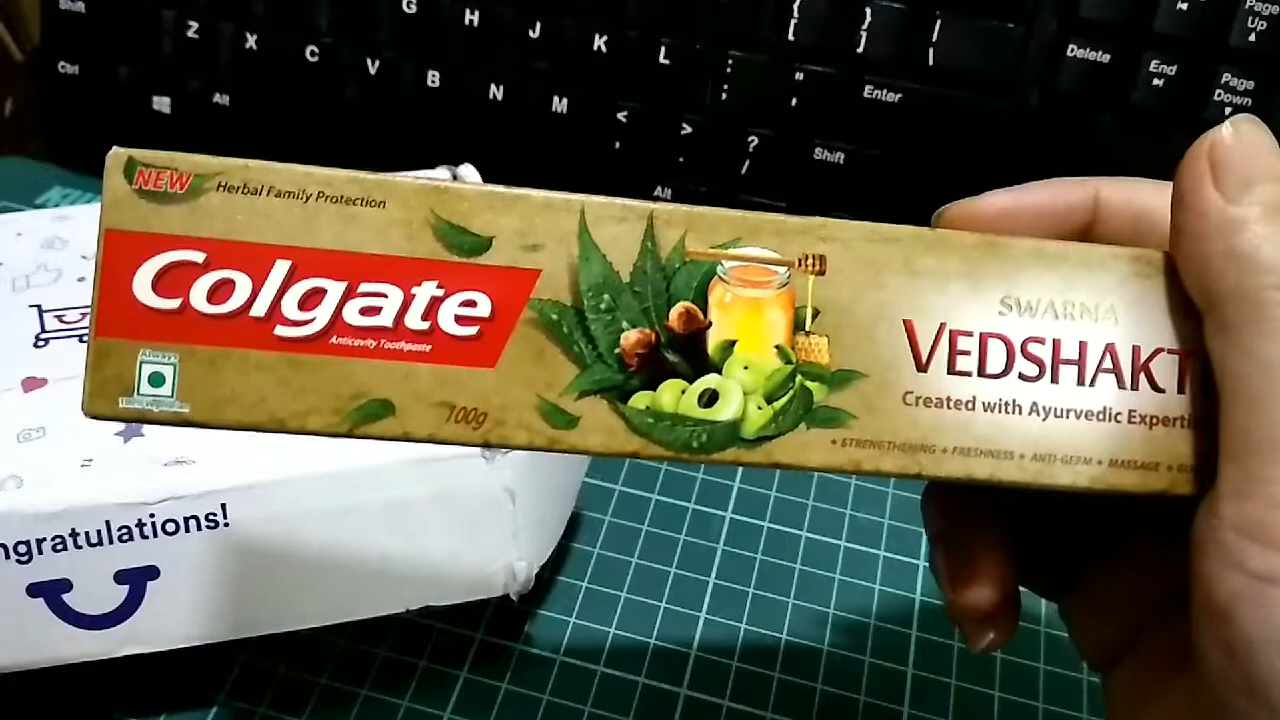 Shift
G
H
J
K
L
{
[
}
]
|
\
Page
Up
Z
X
C
V
B
N
M
:
;
"
'
Enter
Delete
End
Page
Down
Ctrl
Alt
<
,
>
.
?
/
Shift
Alt
NEW
Herbal Family Protection
Colgate
Anticavity Toothpaste
Always
100g
SWARNA
VEDSHAKT
Created with Ayurvedic Experti
+ STRENGTHENING + FRESHNESS + ANTI-GERM + MASSAGE +
ngratulations!